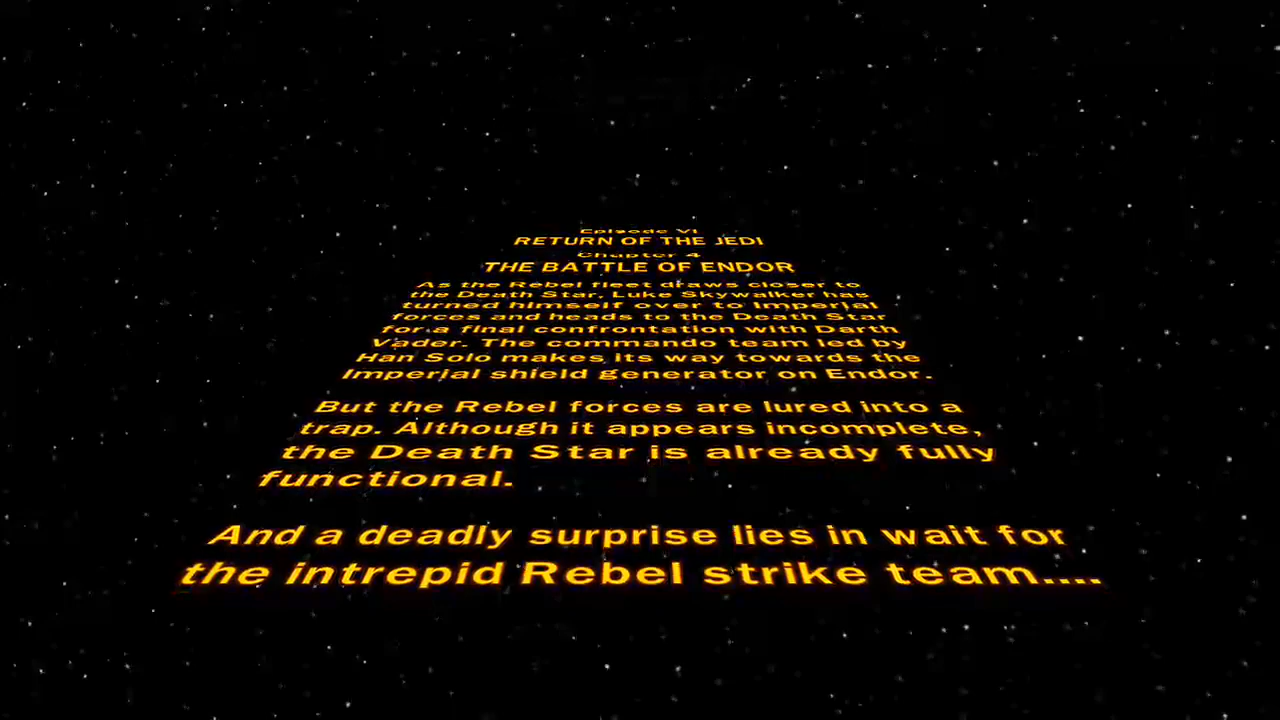 Episode VI
RETURN OF THE JEDI
Chapter 4
THE BATTLE OF ENDOR
As the Rebel fleet draws closer to
the Death Star, Luke Skywalker has
turned himself over to Imperial
forces and heads to the Death Star
for a final confrontation with Darth
Vader. The commando team led by
Han Solo makes its way towards the
Imperial shield generator on Endor.
But the Rebel forces are lured into a
trap. Although it appears incomplete,
the Death Star is already fully
functional.
And a deadly surprise lies in wait for
the intrepid Rebel strike team....